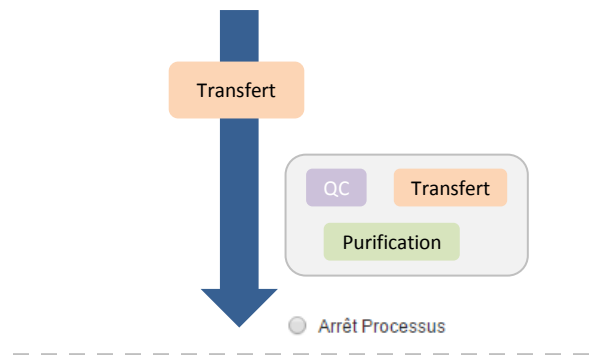 Transfert
QC Transfert
Purification
Arrêt Processus